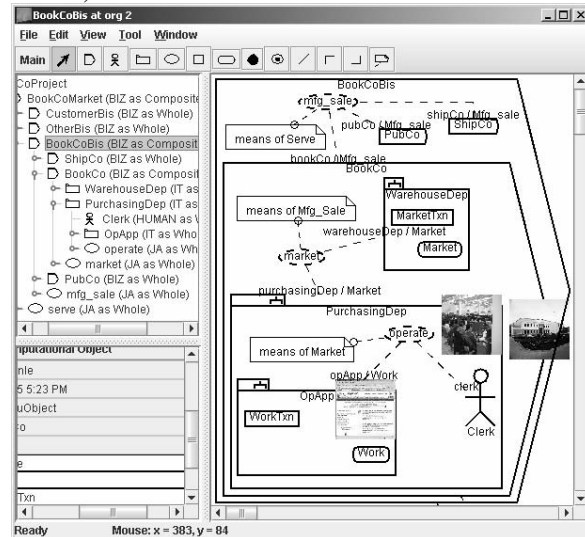 BookCoBis at org 2
File Edit View Tool Window
Main
CoProject
BookCoMarket (BIZ as Composite
CustomerBis (BIZ as Whole)
OtherBis (BIZ as Whole)
BookCoBis (BIZ as Composit
ShipCo (BIZ as Whole)
BookCo (BIZ as Composite
WarehouseDep (IT as
PurchasingDep (IT as
Clerk (HUMAN as
OpApp (IT as Who
operate (JA as Wh
market (JA as Whole)
PubCo (BIZ as Whole)
mfg_sale (JA as Whole)
serve (JA as Whole)
mputational Object
nle
5 5:23 PM
uObject
o
e
Txn
BookCoBis
mfg_sale
shipCo / Mfg_sale
ShipCo
pubCo / Mfg_sale
PubCo
means of Serve
bookCo / Mfg_sale
BookCo
WarehouseDep
MarketTxn
means of Mfg_Sale
warehouseDep / Market
Market
market
purchasingDep / Market
PurchasingDep
operate
means of Market
opApp / Work
clerk
OpApp
WorkTxn
Clerk
Work
Ready Mouse: x = 383, y = 84